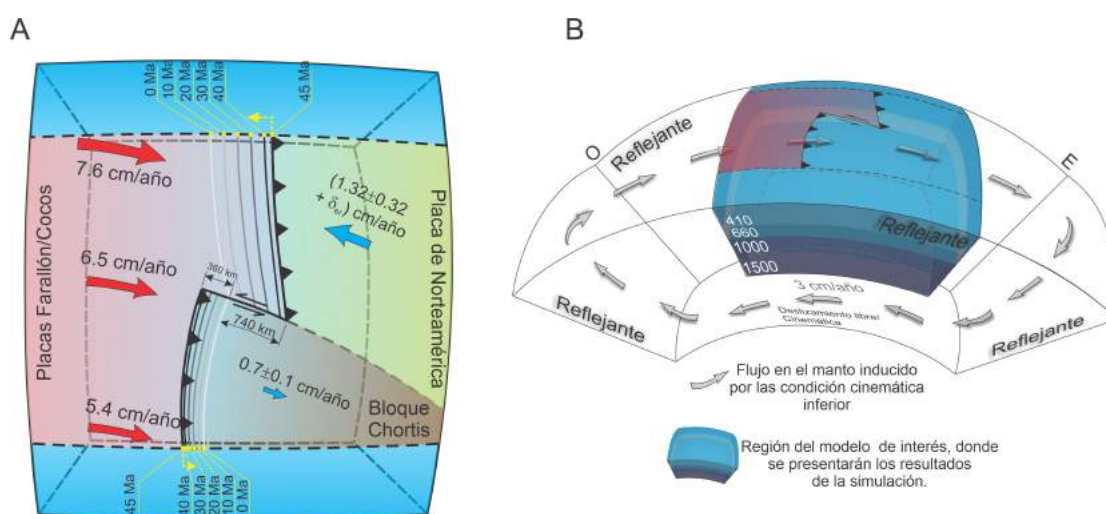 A
0 Ma
10 Ma
20 Ma
30 Ma
40 Ma
45 Ma
7.6 cm/año
(1.32±0.32
+ δ) cm/año
Placas Farallón/Cocos
Placa de Norteamérica
6.5 cm/año
360 km
740 km
0.7±0.1 cm/año
Bloque
Chortis
5.4 cm/año
45 Ma
40 Ma
30 Ma
20 Ma
10 Ma
0 Ma
B
O
Reflejante
E
410
660
1000
1500
Reflejante
3 cm/año
Deslizamiento libre/
Cinemática
Reflejante
Reflejante
Flujo en el manto inducido
por las condición cinemática
inferior
Región del modelo de interés, donde
se presentarán los resultados
de la simulación.